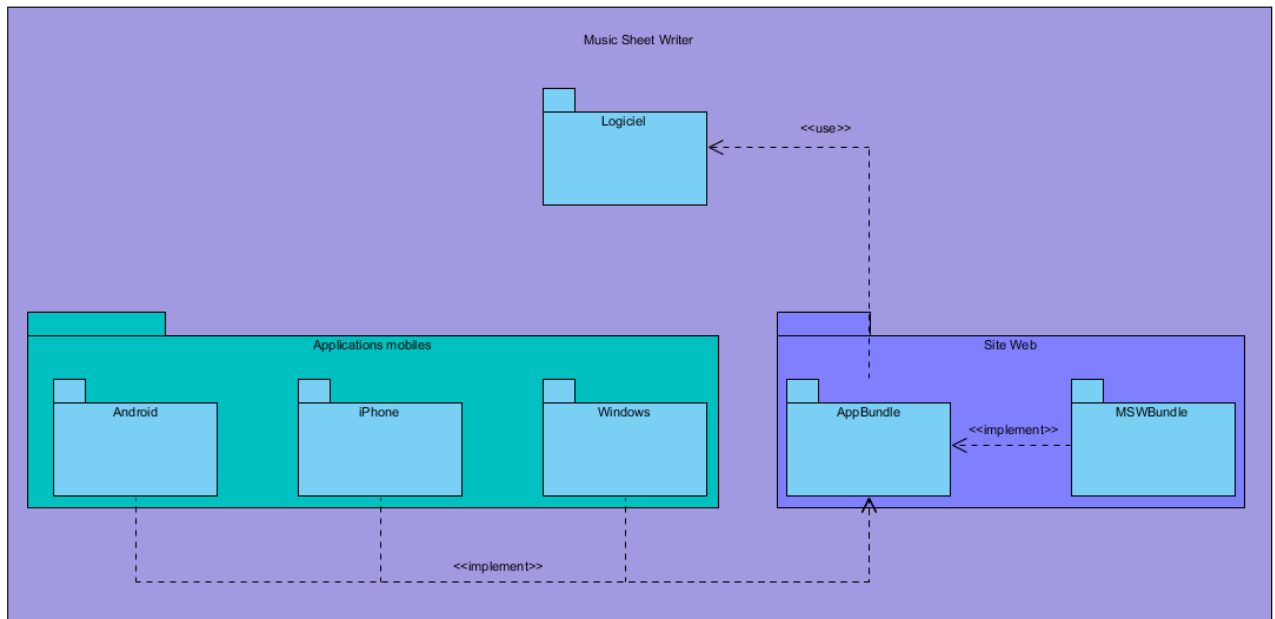 Music Sheet Writer
Logiciel
<<use>>
Applications mobiles
Site Web
Android
iPhone
Windows
AppBundle
MSWBundle
<<implement>>
<<implement>>